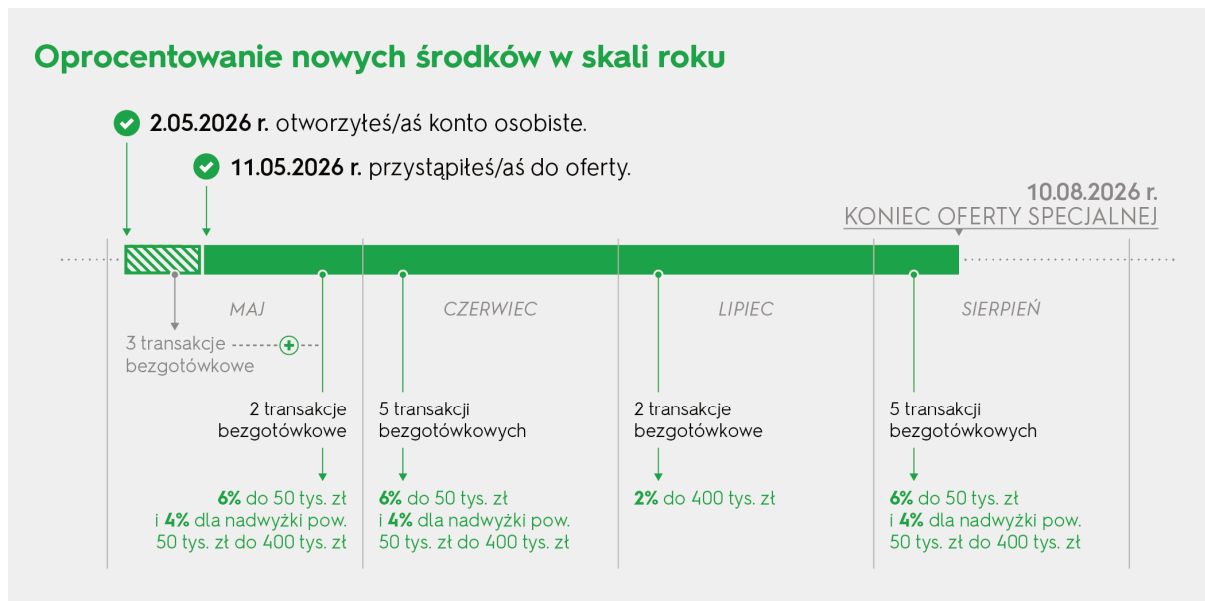 Oprocentowanie nowych środków w skali roku
2.05.2026 r. otworzyłeś/aś konto osobiste.
11.05.2026 r. przystąpiłeś/aś do oferty.
10.08.2026 r.
KONIEC OFERTY SPECJALNEJ
MAJ
CZERWIEC
LIPIEC
SIERPIEŃ
3 transakcje
bezgotówkowe
2 transakcje
bezgotówkowe
6% do 50 tys. zł
i 4% dla nadwyżki pow.
50 tys. zł do 400 tys. zł
5 transakcji
bezgotówkowych
6% do 50 tys. zł
i 4% dla nadwyżki pow.
50 tys. zł do 400 tys. zł
2 transakcje
bezgotówkowe
2% do 400 tys. zł
5 transakcji
bezgotówkowych
6% do 50 tys. zł
i 4% dla nadwyżki pow.
50 tys. zł do 400 tys. zł